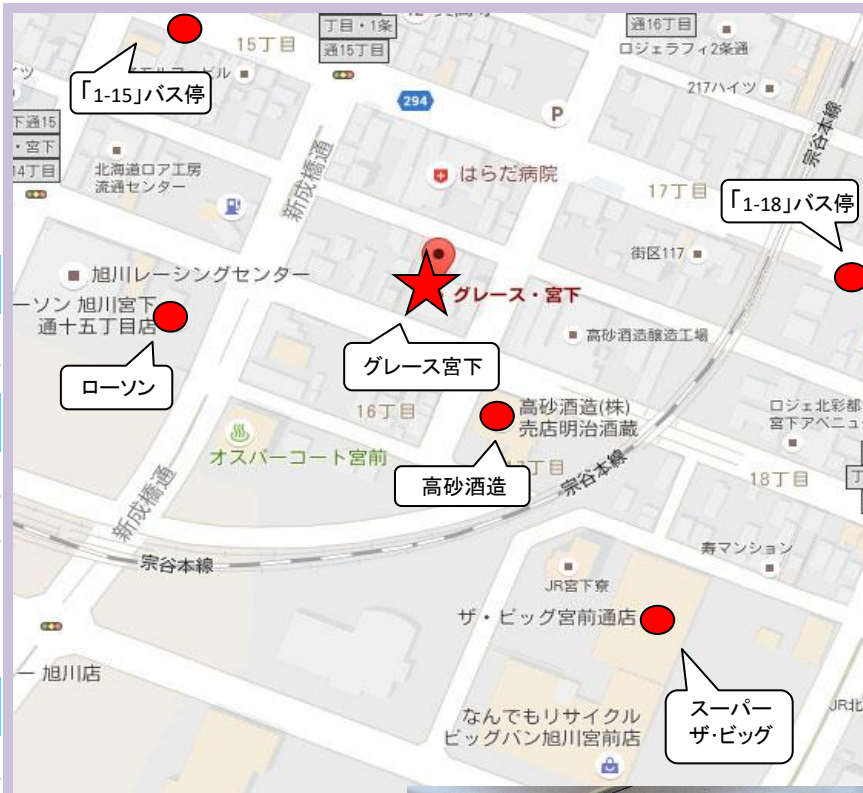 丁目・1条
通15丁目
15丁目
通16丁目
ロジェラフィ2条通
「1-15」バス停
217ハイツ
294
P
宗谷本線
下通15
・宮下
14丁目
北海道ロア工房
流通センター
新成橋通
はらだ病院
17丁目
「1-18」バス停
街区117
旭川レーシングセンター
グレース・宮下
ーソン 旭川宮下
通十五丁目店
高砂酒造醸造工場
グレース宮下
ローソン
16丁目
高砂酒造(株)
売店明治酒蔵
ロジェ北彩都
宮下アベニュ
オスパーコート宮前
丁目
高砂酒造
宗谷本線
18丁目
新成橋通
寿マンション
宗谷本線
JR宮下寮
ザ・ビッグ宮前通店
ー 旭川店
スーパー
ザ・ビッグ
JR北
なんでもリサイクル
ビッグバン旭川宮前店